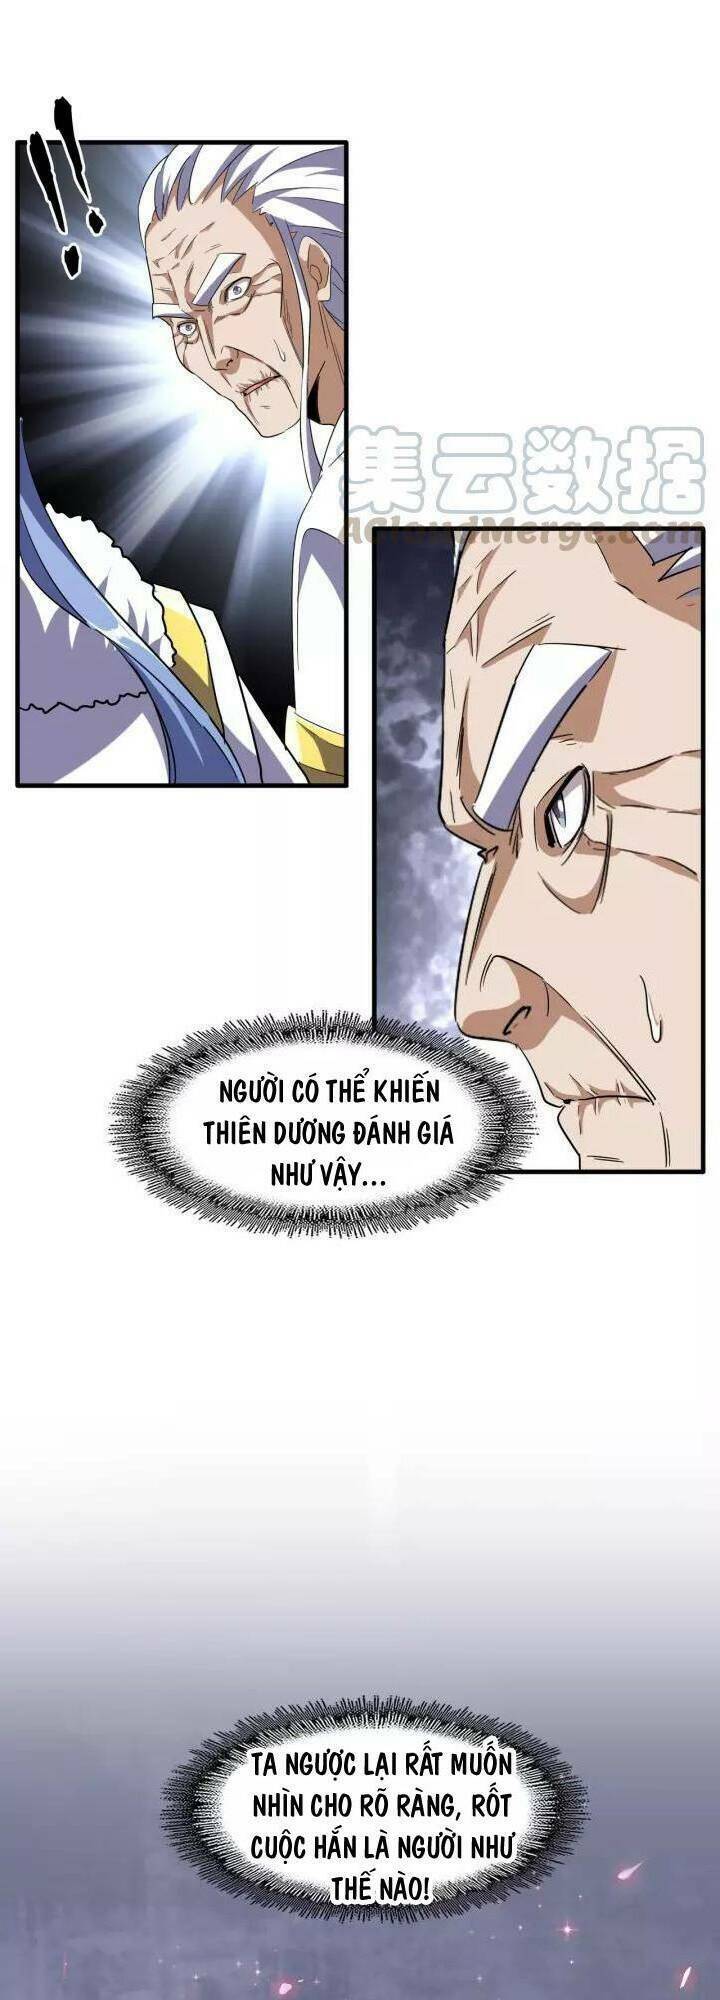 !!
集云数据
AcloudMerge.com
NGƯỜI CÓ THỂ KHIẾN
THIÊN DƯƠNG ĐÁNH GIÁ
NHƯ VẬY...
TA NGƯỢC LẠI RẤT MUỐN
NHÌN CHO RÕ RÀNG, RỐT
CUỘC HẮN LÀ NGƯỜI NHƯ
THẾ NÀO!